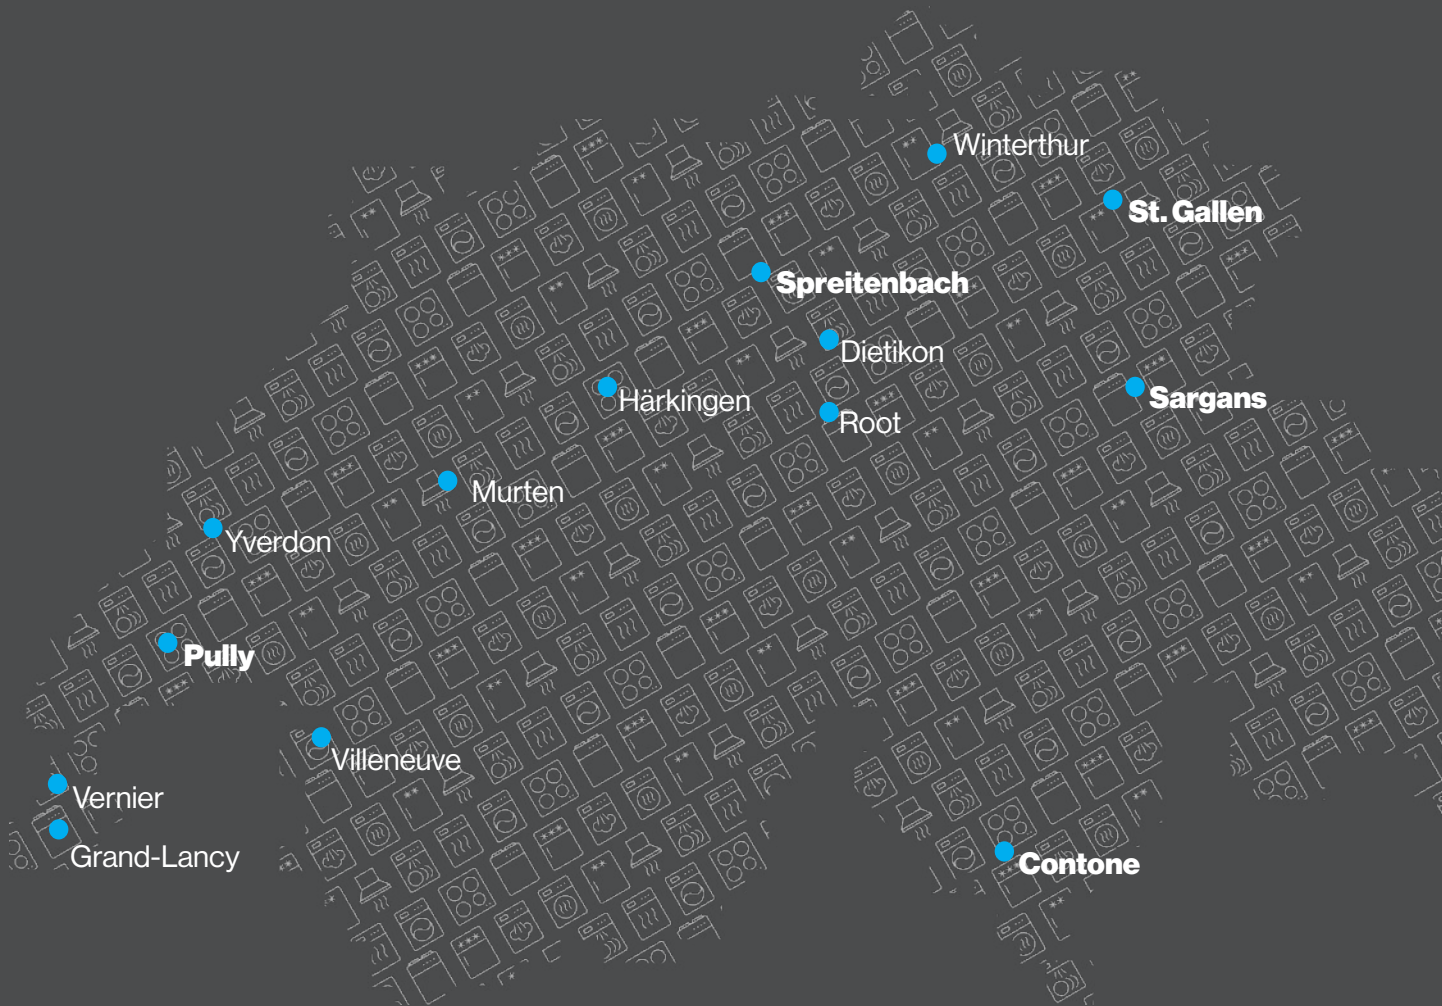 Winterthur
St. Gallen
Spreitenbach
Dietikon
Sargans
Härkingen
Root
Murten
Yverdon
Pully
Villeneuve
Vernier
Grand-Lancy
Contone